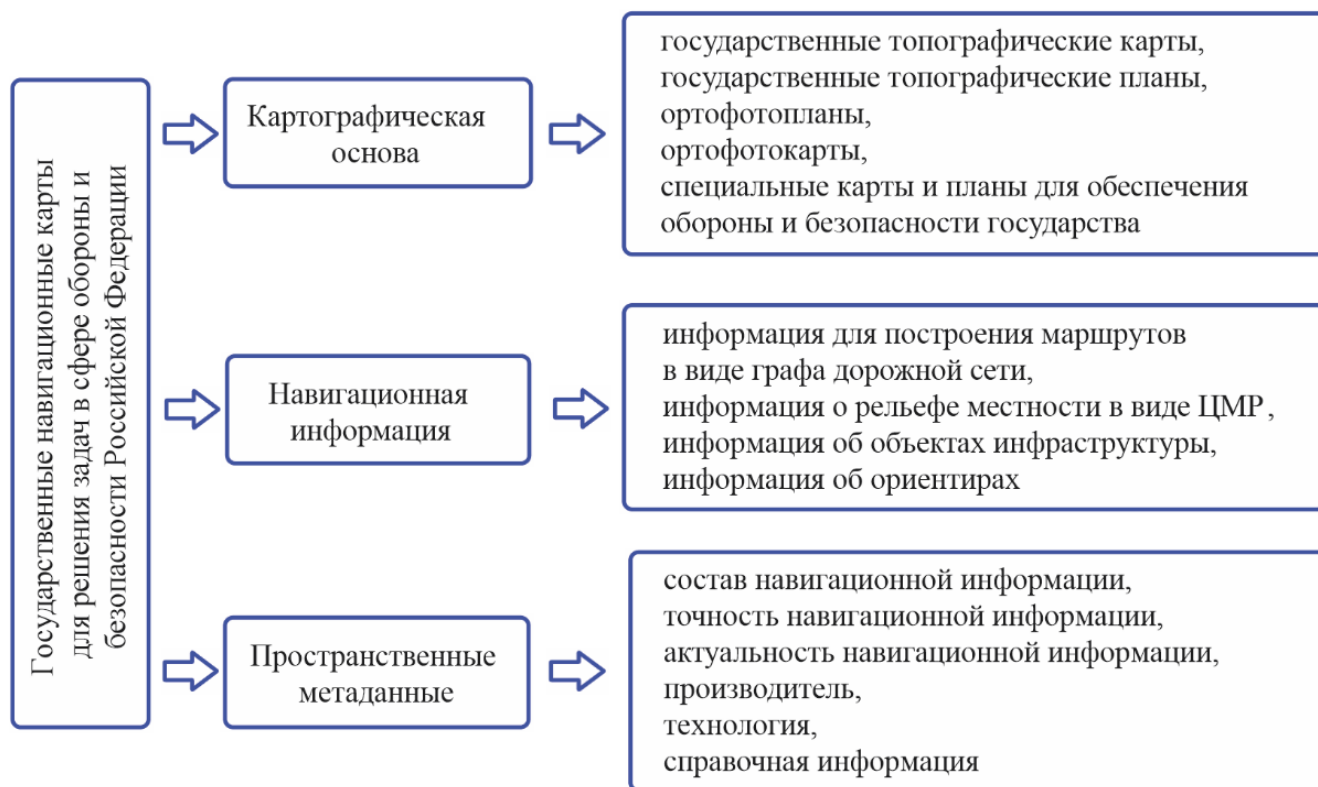 Государственные навигационные карты
для решения задач в сфере обороны и
безопасности Российской Федерации
Картографическая
основа
государственные топографические карты,
государственные топографические планы,
ортофотопланы,
ортофотокарты,
специальные карты и планы для обеспечения
обороны и безопасности государства
Навигационная
информация
информация для построения маршрутов
в виде графа дорожной сети,
информация о рельефе местности в виде ЦМР,
информация об объектах инфраструктуры,
информация об ориентирах
Пространственные
метаданные
состав навигационной информации,
точность навигационной информации,
актуальность навигационной информации,
производитель,
технология,
справочная информация